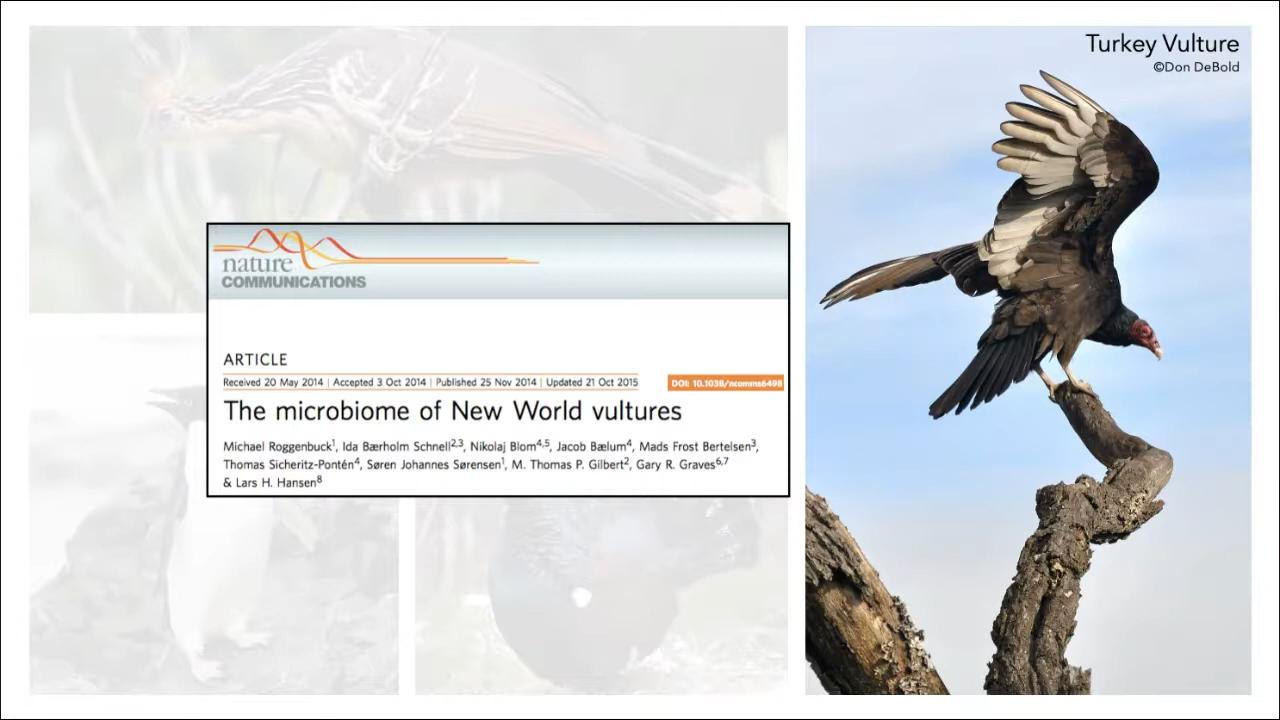 Turkey Vulture
©Don DeBold
nature
COMMUNICATIONS
ARTICLE
Received 20 May 2014 | Accepted 3 Oct 2014 | Published 25 Nov 2014 | Updated 21 Oct 2015
DOI: 10.1038/ncomms6498
The microbiome of New World vultures
Michael Roggenbuck1, Ida Bærholm Schnell2,3, Nikolaj Blom4,5, Jacob Bælum4, Mads Frost Bertelsen3,
Thomas Sicheritz-Pontén4, Søren Johannes Sørensen1, M. Thomas P. Gilbert2, Gary R. Graves6,7
& Lars H. Hansen8